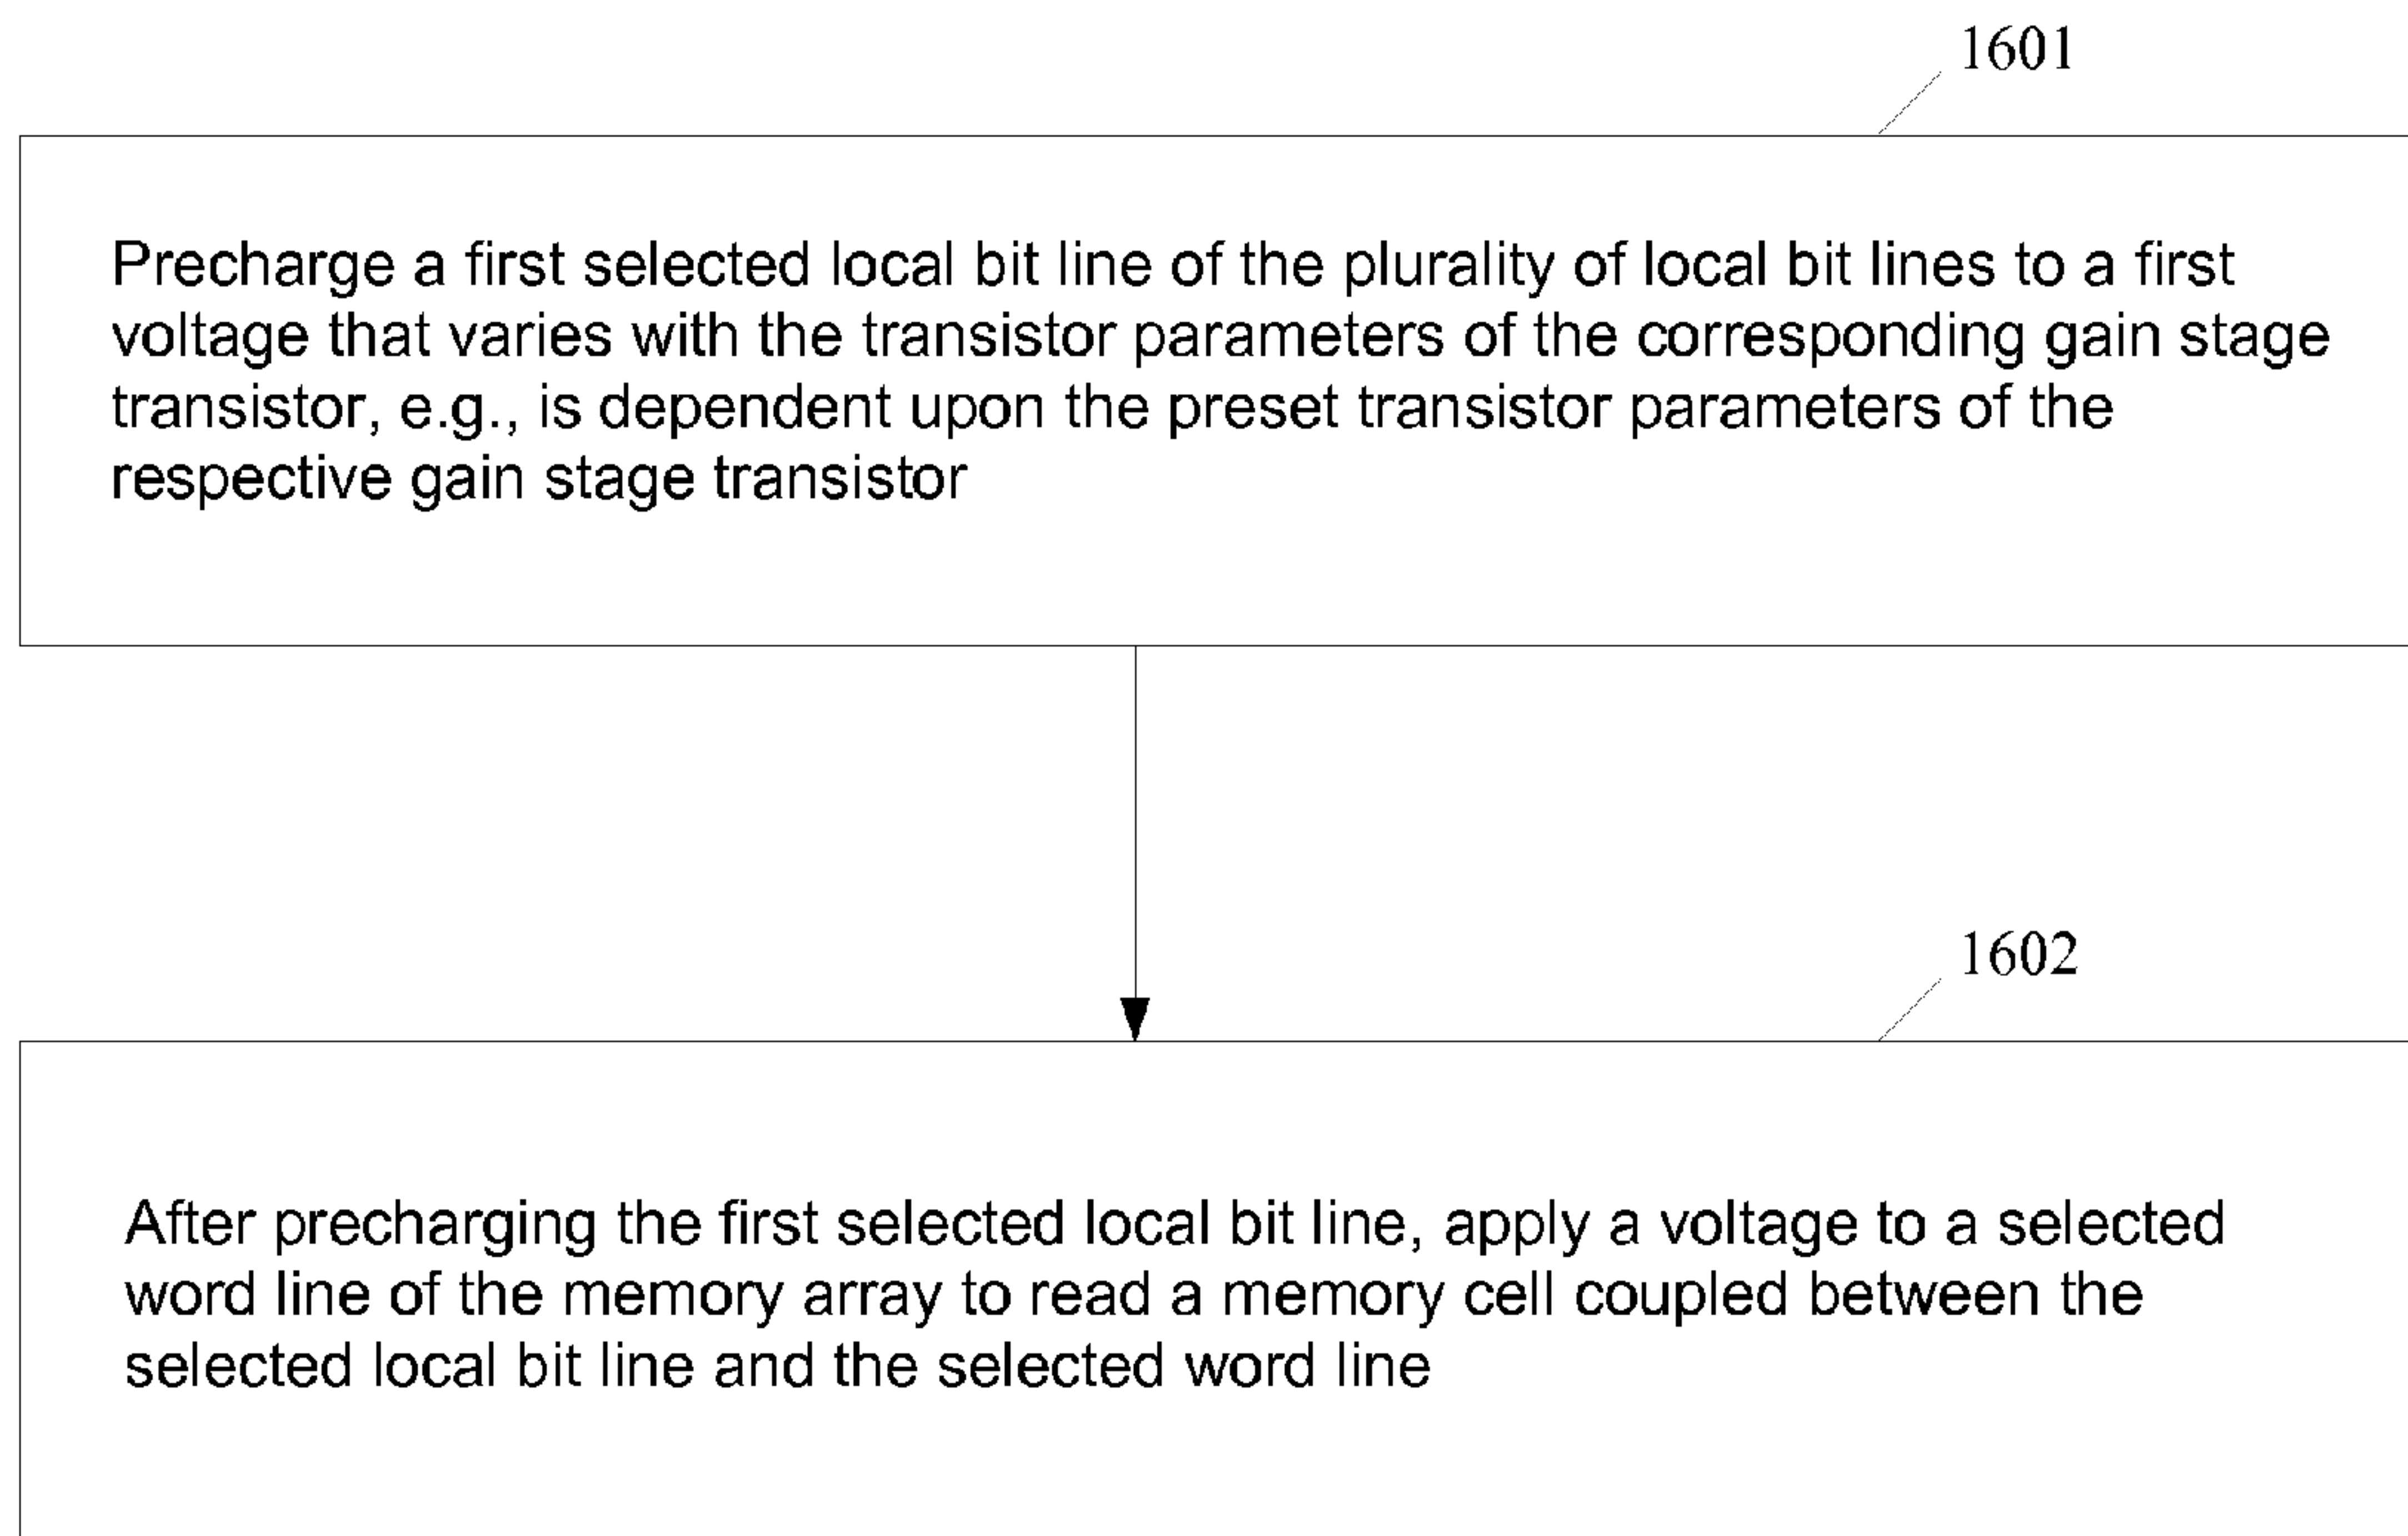 1601
Precharge a first selected local bit line of the plurality of local bit lines to a first
voltage that varies with the transistor parameters of the corresponding gain stage
transistor, e.g., is dependent upon the preset transistor parameters of the
respective gain stage transistor
1602
After precharging the first selected local bit line, apply a voltage to a selected
word line of the memory array to read a memory cell coupled between the
selected local bit line and the selected word line